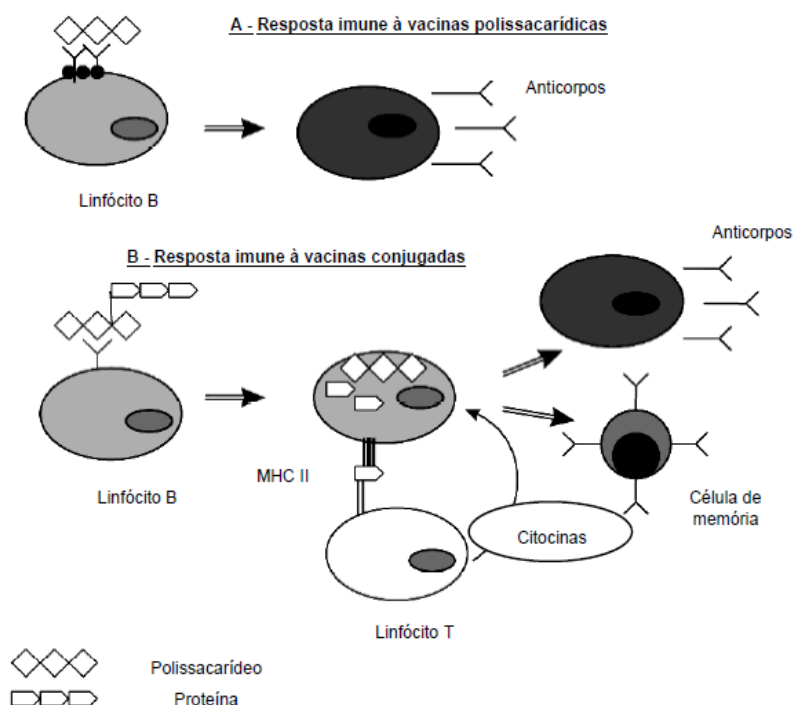 A - Resposta imune à vacinas polissacarídicas
Anticorpos
Linfócito B
B - Resposta imune à vacinas conjugadas
Anticorpos
Linfócito B
MHC II
Citocinas
Célula de
memória
Linfócito T
Polissacarídeo
Proteína